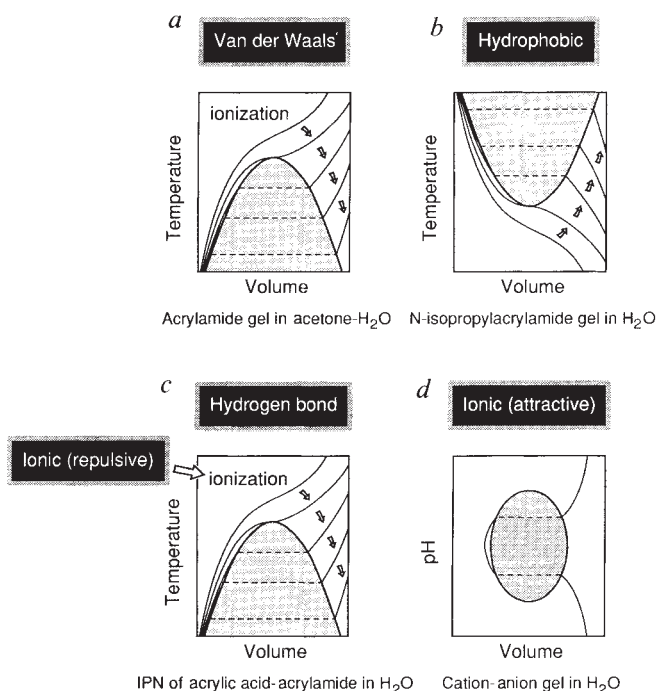 a
Van der Waals'
b
Hydrophobic
ionization
Temperature
Volume
Temperature
Volume
Acrylamide gel in acetone-H₂O
N-isopropylacrylamide gel in H₂O
c
Hydrogen bond
d
Ionic (attractive)
Ionic (repulsive)
ionization
Temperature
Volume
pH
Volume
IPN of acrylic acid-acrylamide in H₂O
Cation-anion gel in H₂O